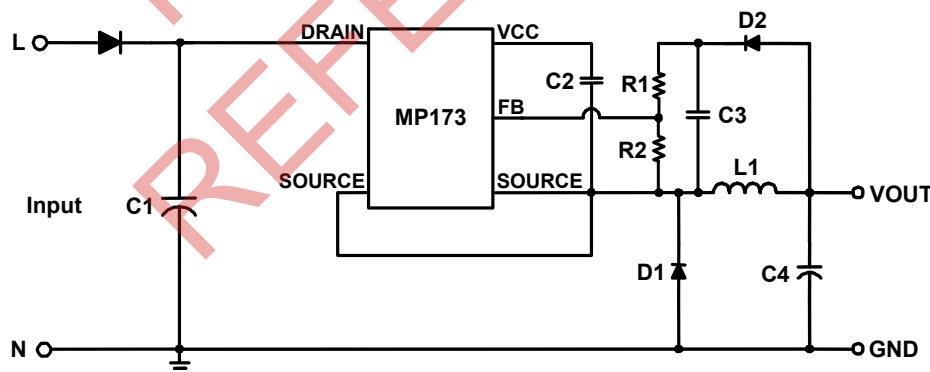 D2
L
DRAIN
VCC
C2
R1
MP173
FB
C3
R2
SOURCE
SOURCE
L1
Input
C1
VOUT
D1
C4
N
GND
REFE